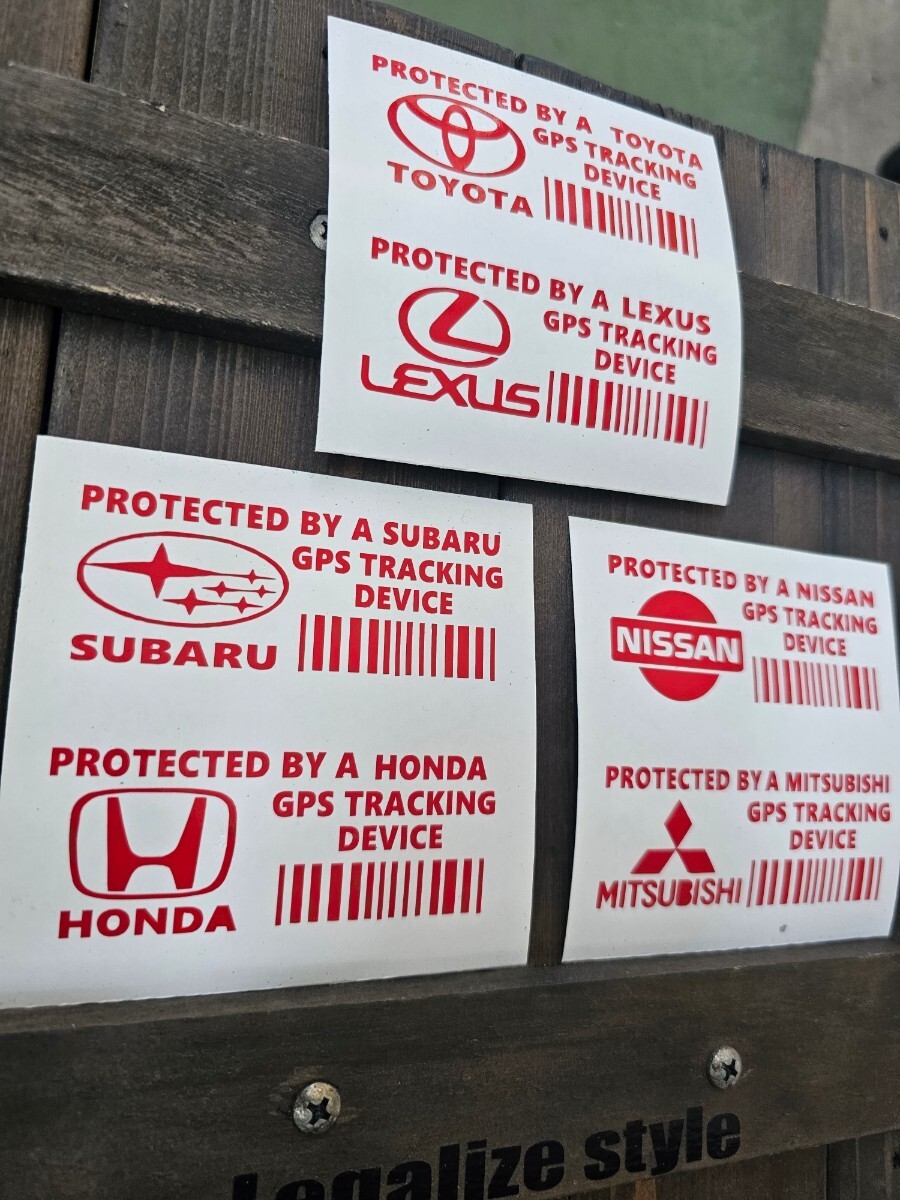 PROTECTED BY A TOYOTA
GPS TRACKING
DEVICE
TOYOTA
PROTECTED BY A LEXUS
GPS TRACKING
DEVICE
LEXUS
PROTECTED BY A SUBARU
GPS TRACKING
DEVICE
SUBARU
PROTECTED BY A HONDA
GPS TRACKING
DEVICE
HONDA
PROTECTED BY A NISSAN
GPS TRACKING
DEVICE
NISSAN
PROTECTED BY A MITSUBISHI
GPS TRACKING
DEVICE
MITSUBISHI
Legalize style